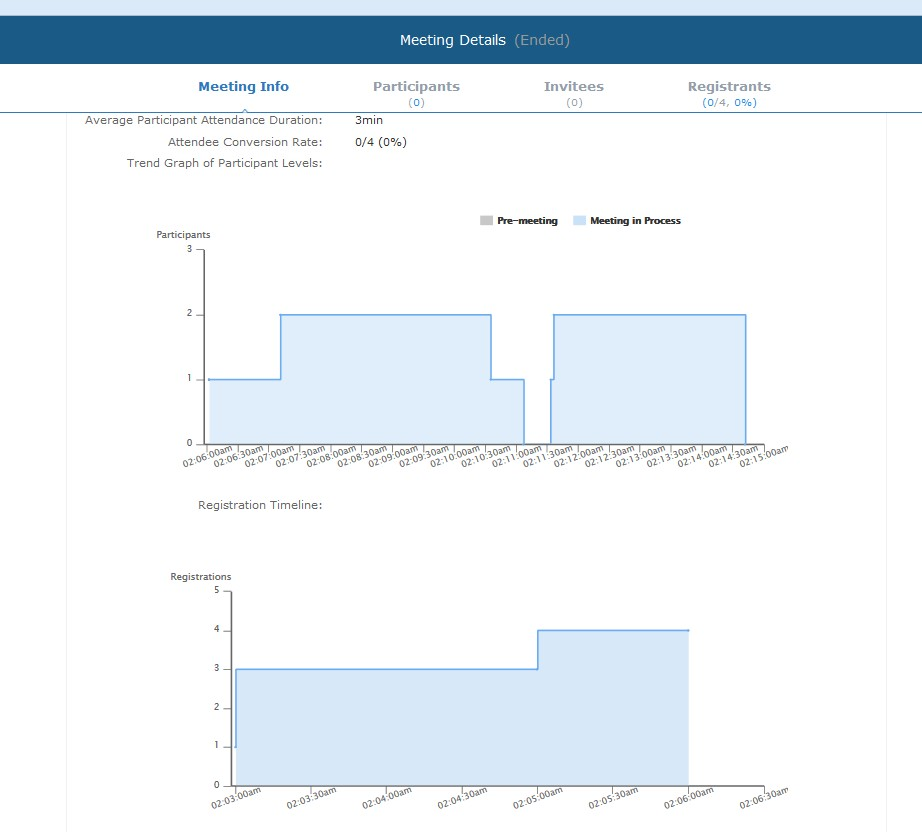 Meeting Details (Ended)
Meeting Info Participants Invitees Registrants
(0) (0) (0/4, 0%)
Average Participant Attendance Duration: 3min
Attendee Conversion Rate: 0/4 (0%)
Trend Graph of Participant Levels:
Pre-meeting Meeting in Process
Participants
3
2
1
0
02:06:00am 02:06:30am 02:07:00am 02:07:30am 02:08:00am 02:08:30am 02:09:00am 02:09:30am 02:10:00am 02:10:30am 02:11:00am 02:11:30am 02:12:00am 02:12:30am 02:13:00am 02:13:30am 02:14:00am 02:14:30am 02:15:00am
Registration Timeline:
Registrations
5
4
3
2
1
0
02:03:00am 02:03:30am 02:04:00am 02:04:30am 02:05:00am 02:05:30am 02:06:00am 02:06:30am